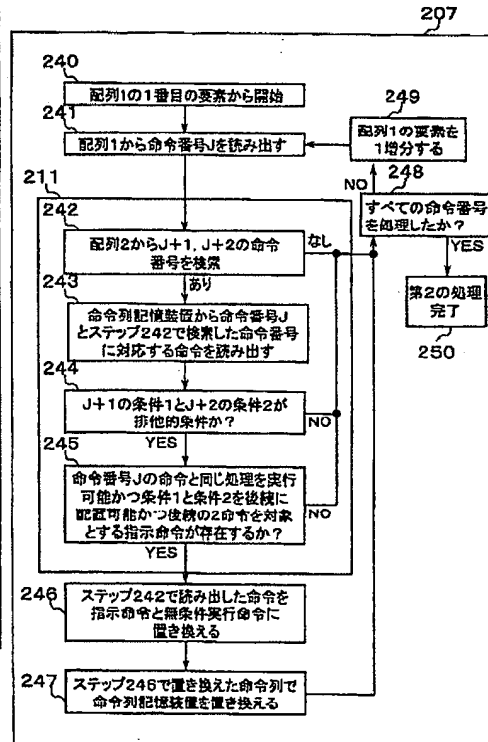 207
240
配列1の1番目の要素から開始
241
配列1から命令番号Jを読み出す
249
配列1の要素を
1増分する
NO
248
すべての命令番号
を処理したか?
YES
第2の処理
完了
250
211
242
配列2からJ+1, J+2の命令
番号を検索
なし
あり
243
命令列記憶装置から命令番号J
とステップ242で検索した命令番号
に対応する命令を読み出す
244
J+1の条件1とJ+2の条件2が
排他的条件か?
NO
YES
245
命令番号Jの命令と同じ処理を実行
可能かつ条件1と条件2を後続に
配置可能かつ後続の2命令を対象
とする指示命令が存在するか?
NO
YES
246
ステップ242で読み出した命令を
指示命令と無条件実行命令に
置き換える
247
ステップ246で置き換えた命令列で
命令列記憶装置を置き換える